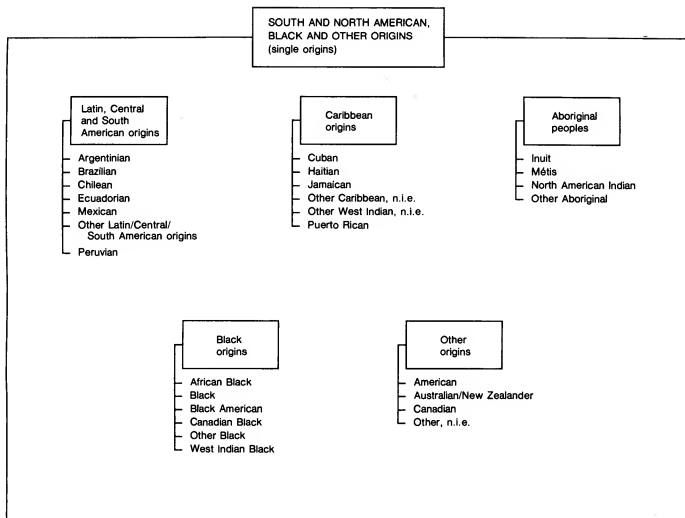 SOUTH AND NORTH AMERICAN,
BLACK AND OTHER ORIGINS
(single origins)
Latin, Central
and South
American origins
Argentinian
Brazilian
Chilean
Ecuadorian
Mexican
Other Latin/Central/
South American origins
Peruvian
Caribbean
origins
Cuban
Haitian
Jamaican
Other Caribbean, n.i.e.
Other West Indian, n.i.e.
Puerto Rican
Aboriginal
peoples
Inuit
Métis
North American Indian
Other Aboriginal
Black
origins
African Black
Black
Black American
Canadian Black
Other Black
West Indian Black
Other
origins
American
Australian/New Zealander
Canadian
Other, n.i.e.